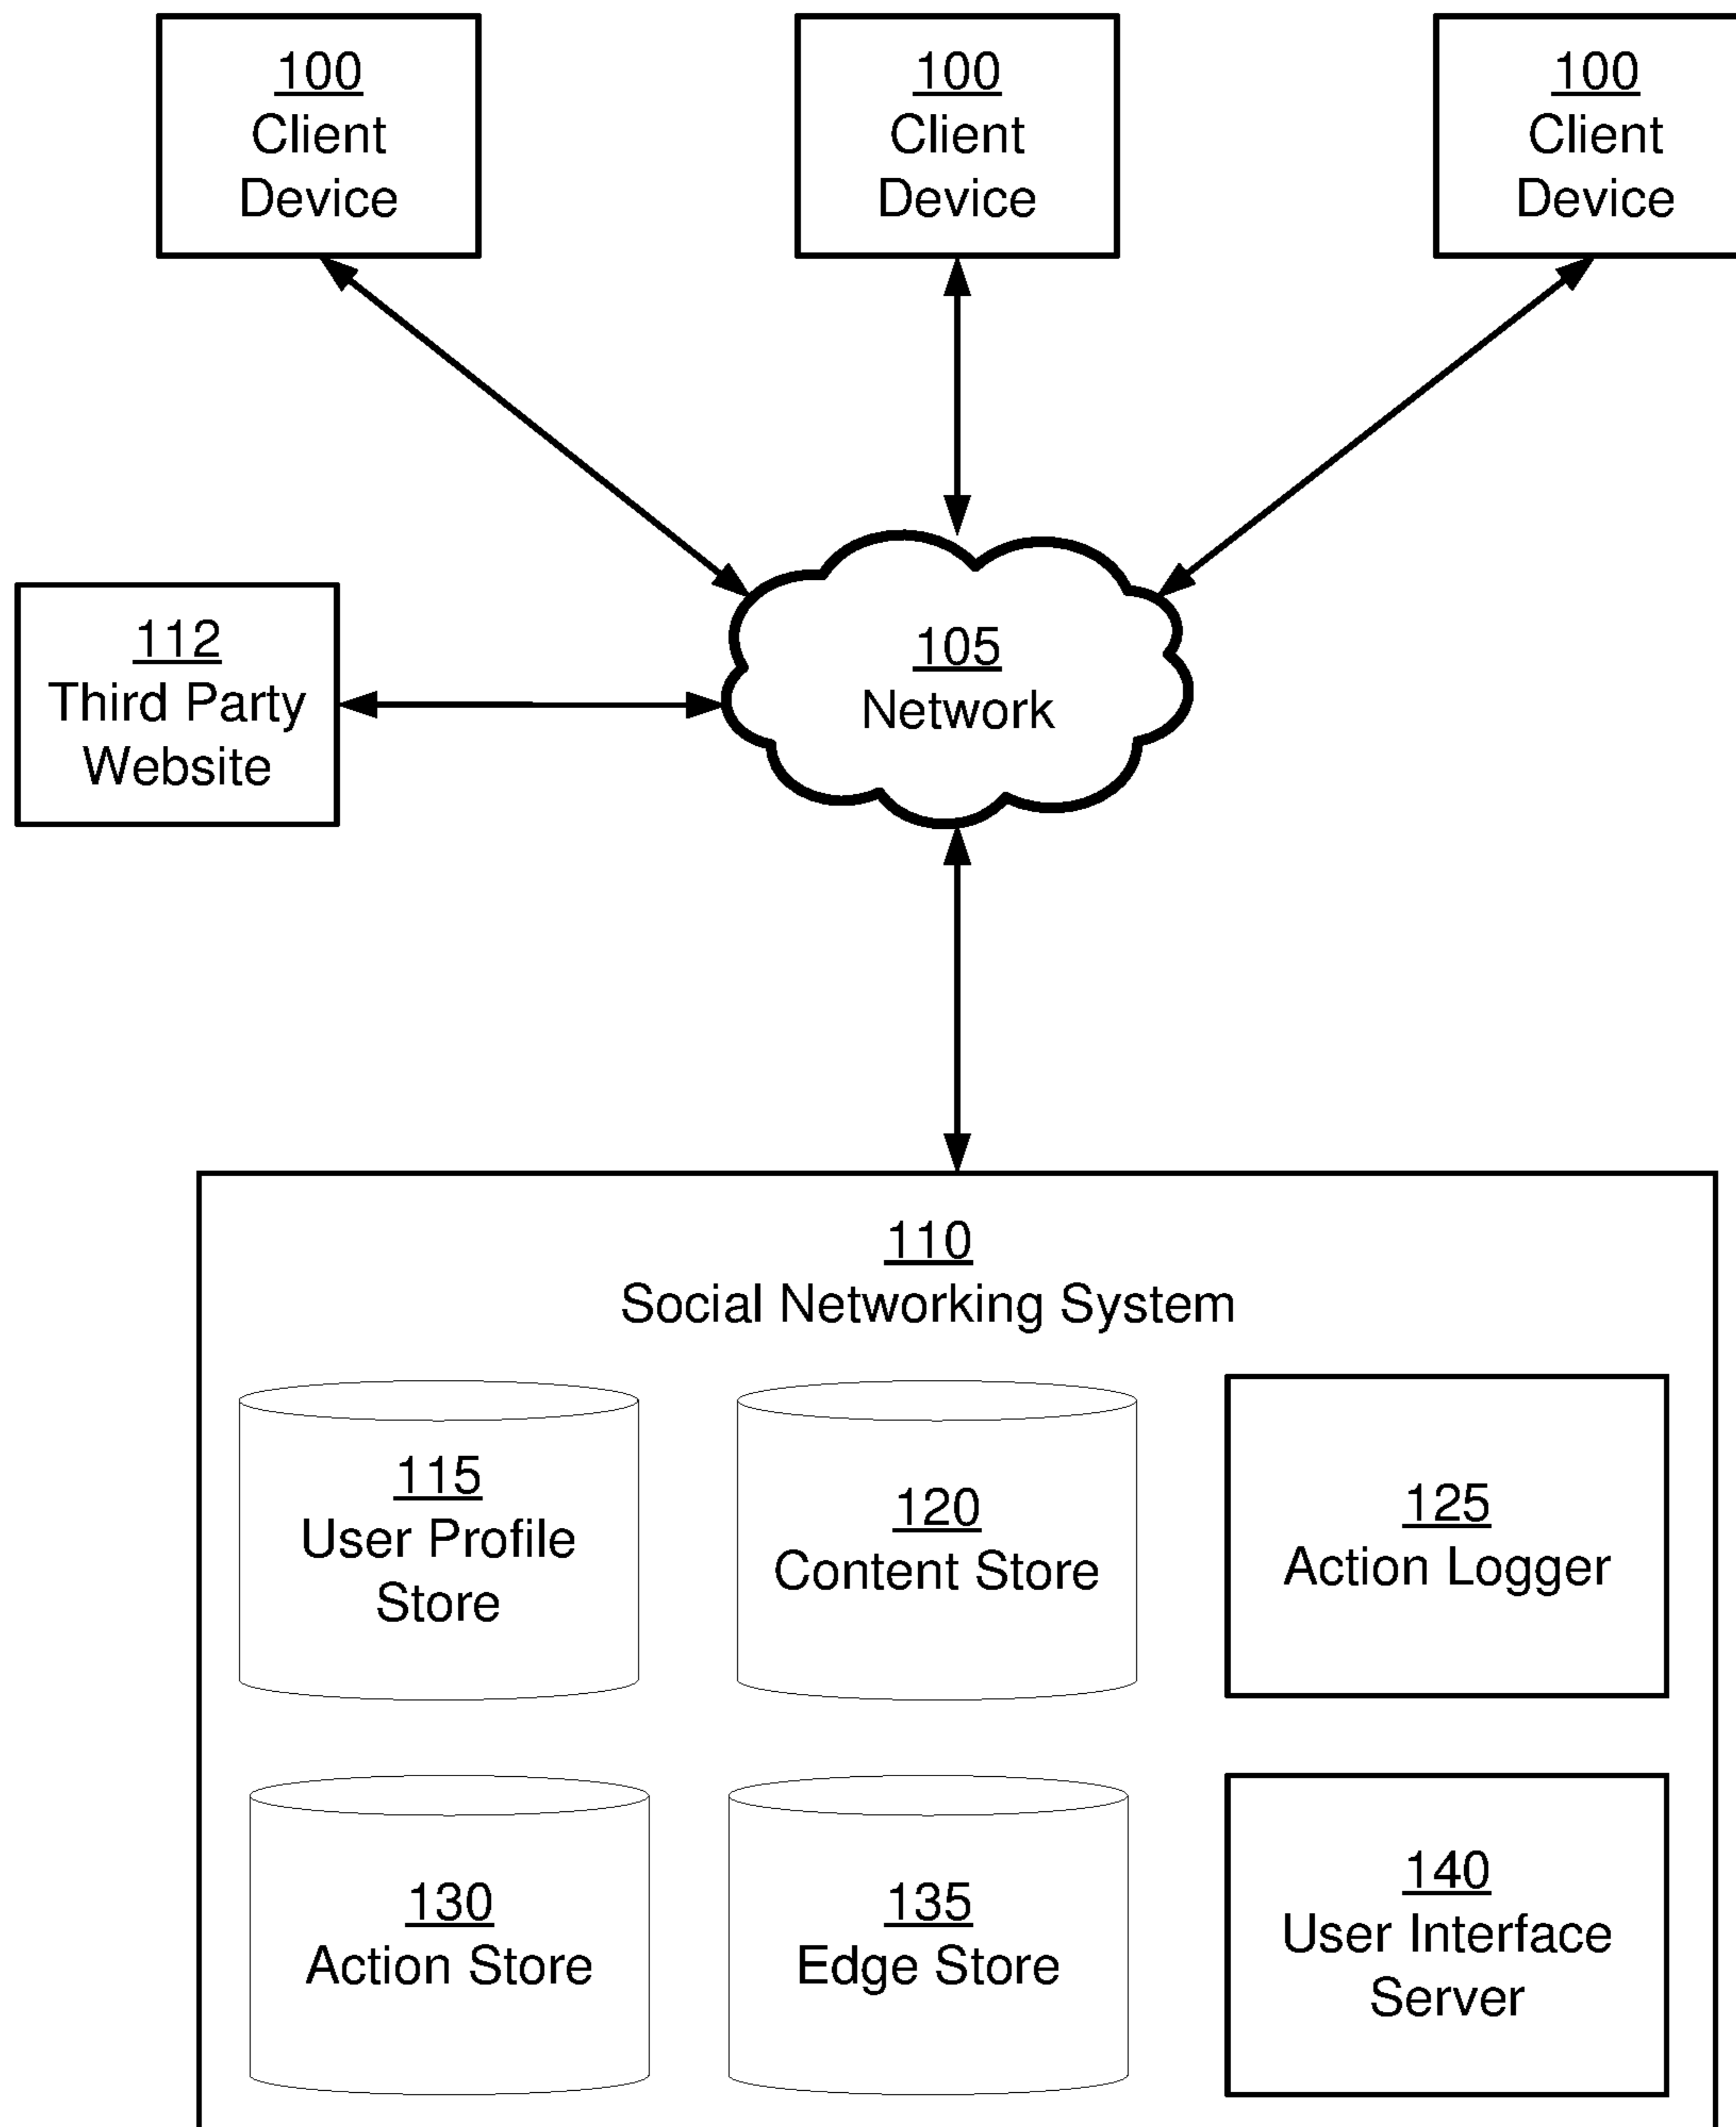 100
Client
Device
100
Client
Device
100
Client
Device
112
Third Party
Website
105
Network
110
Social Networking System
115
User Profile
Store
120
Content Store
125
Action Logger
130
Action Store
135
Edge Store
140
User Interface
Server